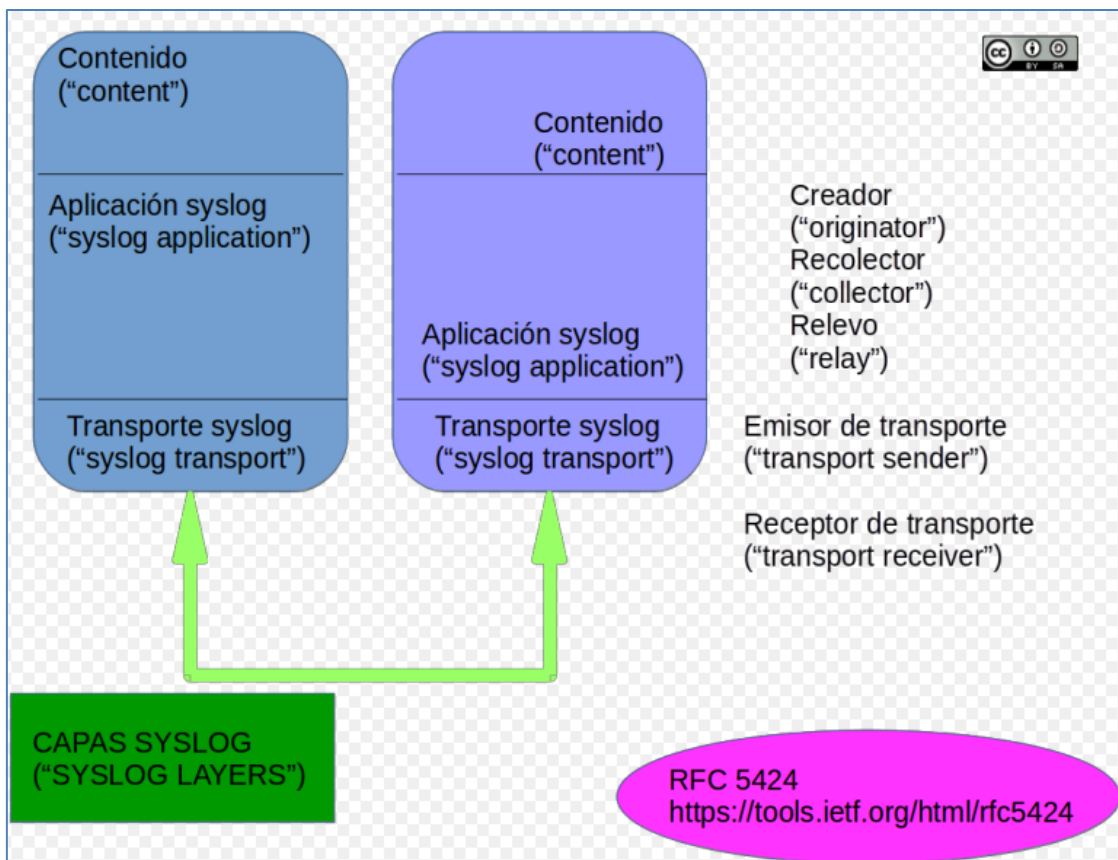 Contenido
(“content”)
Aplicación syslog
(“syslog application”)
Transporte syslog
(“syslog transport”)
Contenido
(“content”)
Aplicación syslog
(“syslog application”)
Transporte syslog
(“syslog transport”)
cc
BY SA
Creador
(“originator”)
Recolector
(“collector”)
Relevo
(“relay”)
Emisor de transporte
(“transport sender”)
Receptor de transporte
(“transport receiver”)
CAPAS SYSLOG
(“SYSLOG LAYERS”)
RFC 5424
https://tools.ietf.org/html/rfc5424